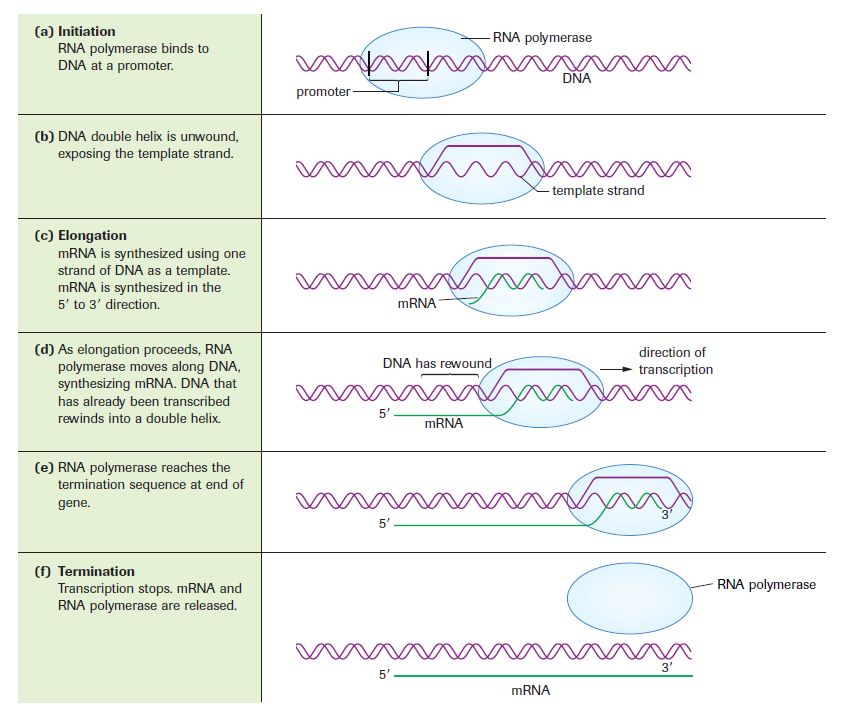 (a) Initiation
RNA polymerase binds to
DNA at a promoter.
RNA polymerase
DNA
promoter
(b) DNA double helix is unwound,
exposing the template strand.
template strand
(c) Elongation
mRNA is synthesized using one
strand of DNA as a template.
mRNA is synthesized in the
5′ to 3′ direction.
mRNA
(d) As elongation proceeds, RNA
polymerase moves along DNA,
synthesizing mRNA. DNA that
has already been transcribed
rewinds into a double helix.
DNA has rewound
direction of
transcription
5′
mRNA
(e) RNA polymerase reaches the
termination sequence at end of
gene.
3′
5′
(f) Termination
Transcription stops. mRNA and
RNA polymerase are released.
RNA polymerase
3′
5′
mRNA